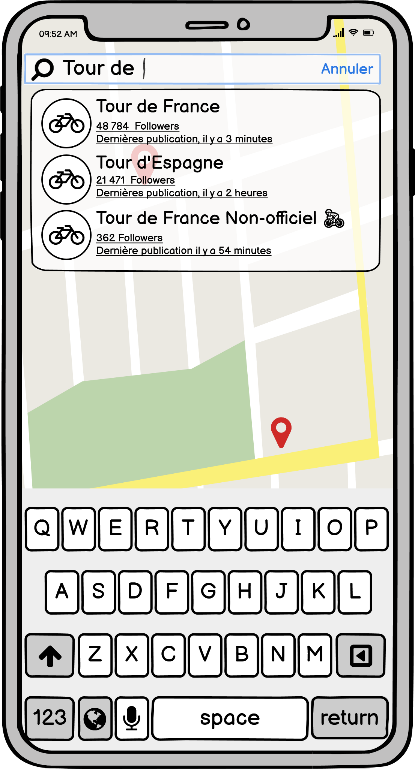 09:52 AM
Tour de
Annuler
Tour de France
48 784 Followers
Dernières publication, il y a 3 minutes
Tour d'Espagne
21 471 Followers
Dernières publication, il y a 2 heures
Tour de France Non-officiel
362 Followers
Dernière publication il y a 54 minutes
Q W E R T Y U I O P
A S D F G H J K L
Z X C V B N M
123 space return